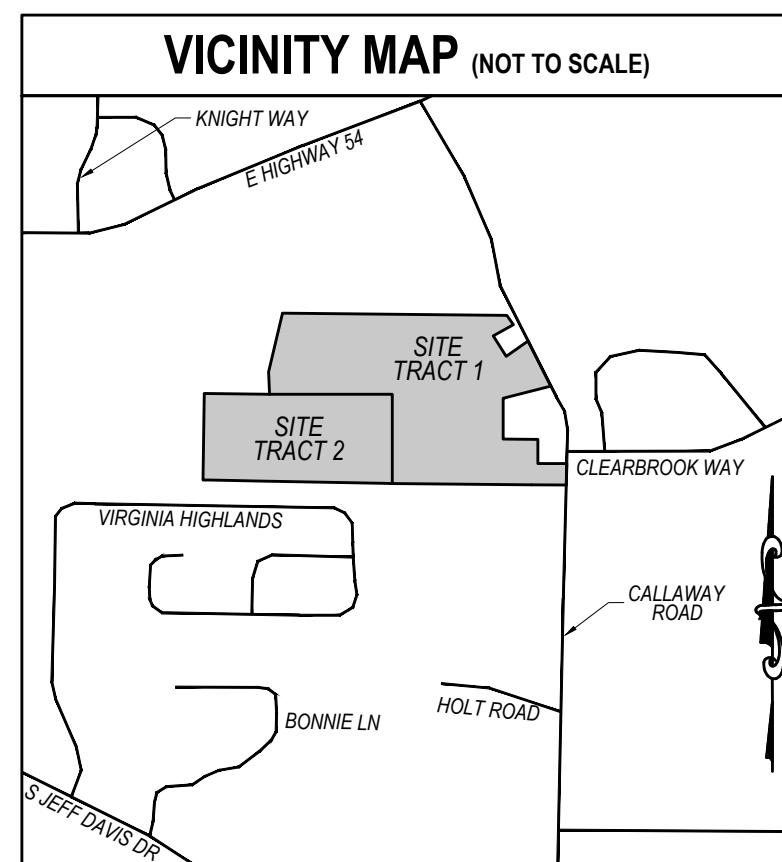 VICINITY MAP (NOT TO SCALE)
KNIGHT WAY
E HIGHWAY 54
SITE
TRACT 1
SITE
TRACT 2
CLEARBROOK WAY
VIRGINIA HIGHLANDS
CALLAWAY
ROAD
HOLT ROAD
BONNIE LN
S JEFF DAVIS DR